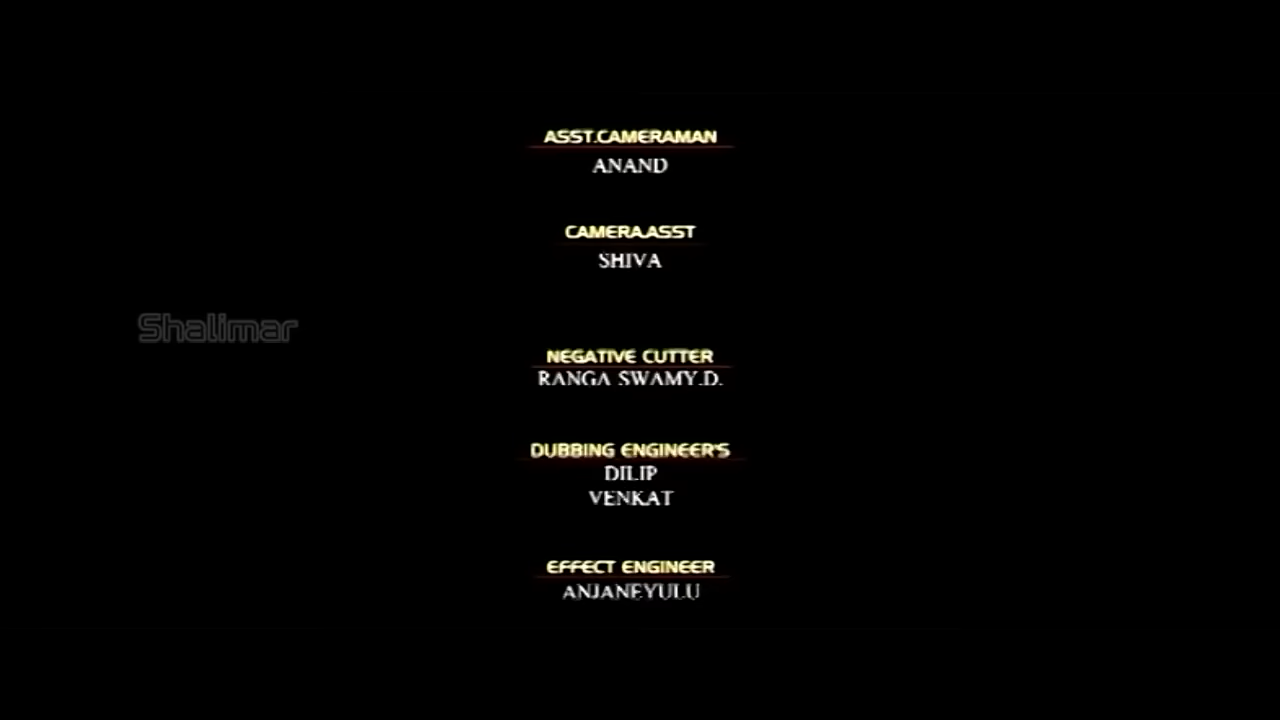 ASST.CAMERAMAN
ANAND
CAMERA.ASST
SHIVA
Shalimar
NEGATIVE CUTTER
RANGA SWAMY.D.
DUBBING ENGINEER'S
DILIP
VENKAT
EFFECT ENGINEER
ANJANEYULU